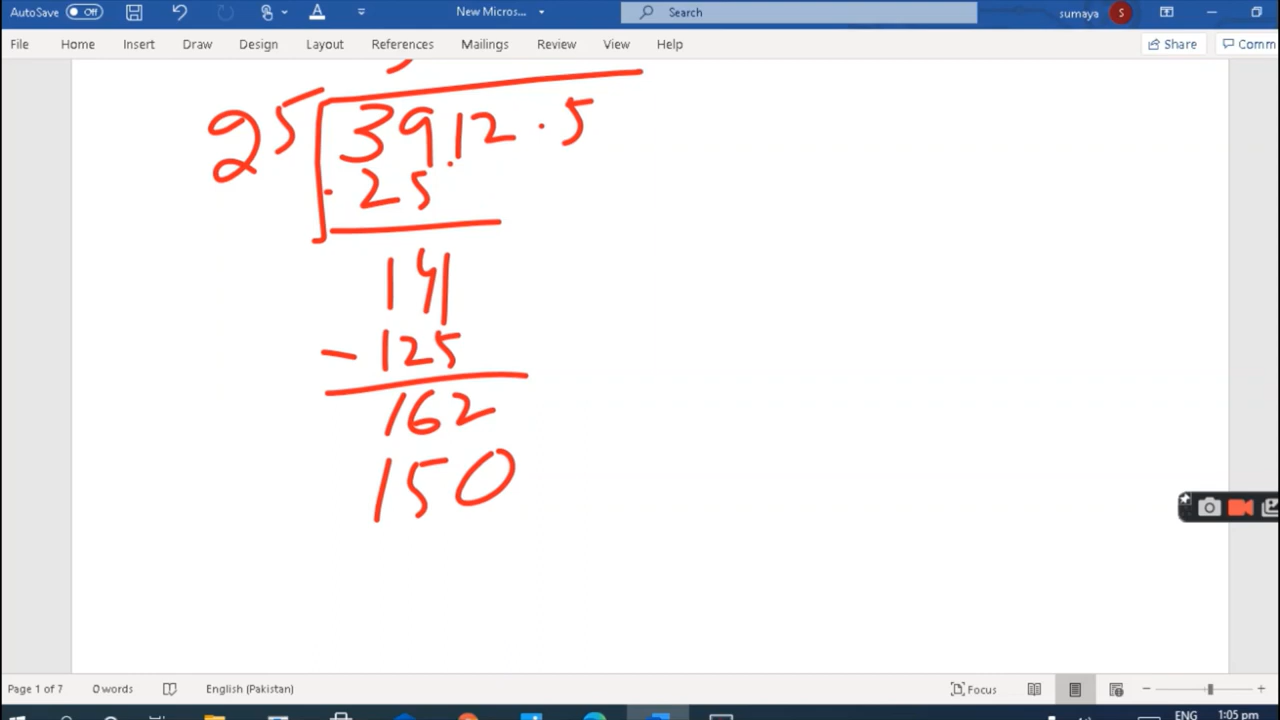 AutoSave Off New Micros... Search sumaya S
File Home Insert Draw Design Layout References Mailings Review View Help Share Comm
25 3912.5
25
141
- 125
162
150
Page 1 of 7 0 words English (Pakistan) Focus
ENG 1:05 pm